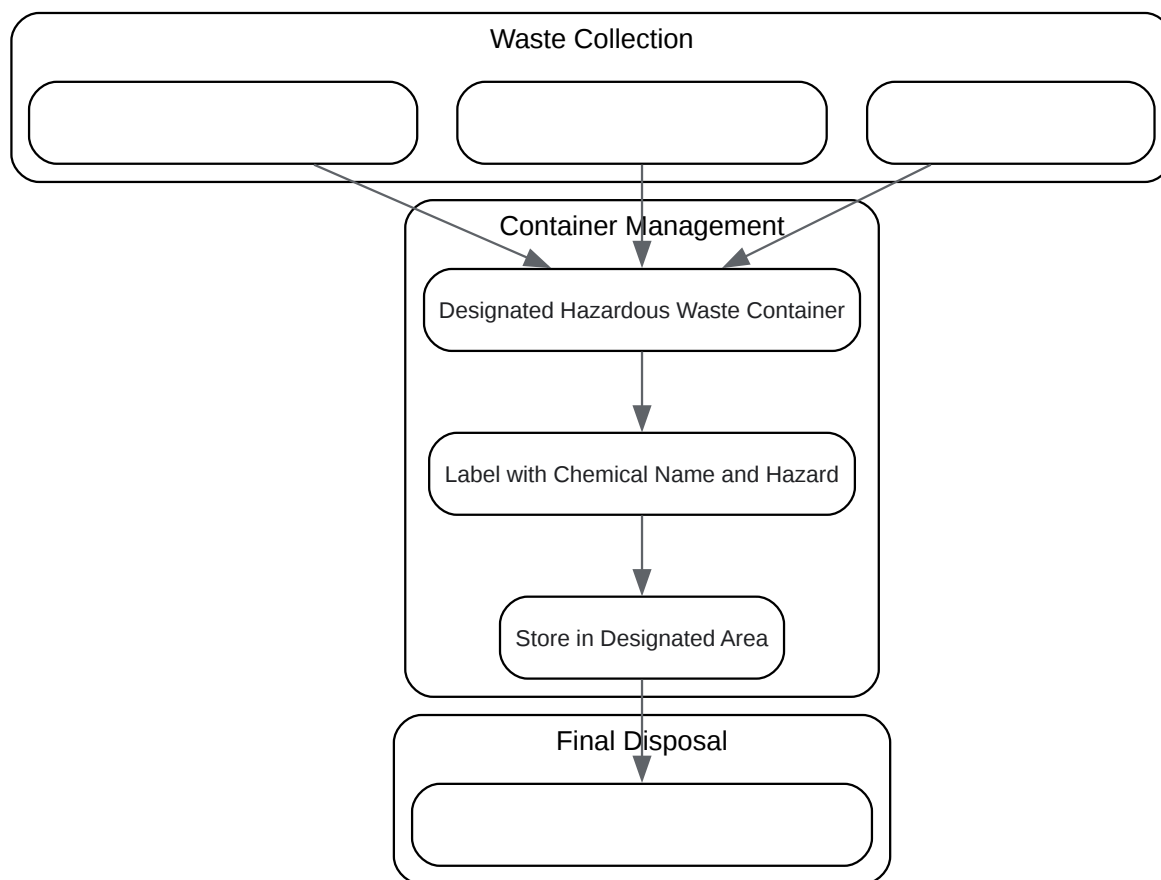 Waste Collection
Container Management
Designated Hazardous Waste Container
Label with Chemical Name and Hazard
Store in Designated Area
Final Disposal